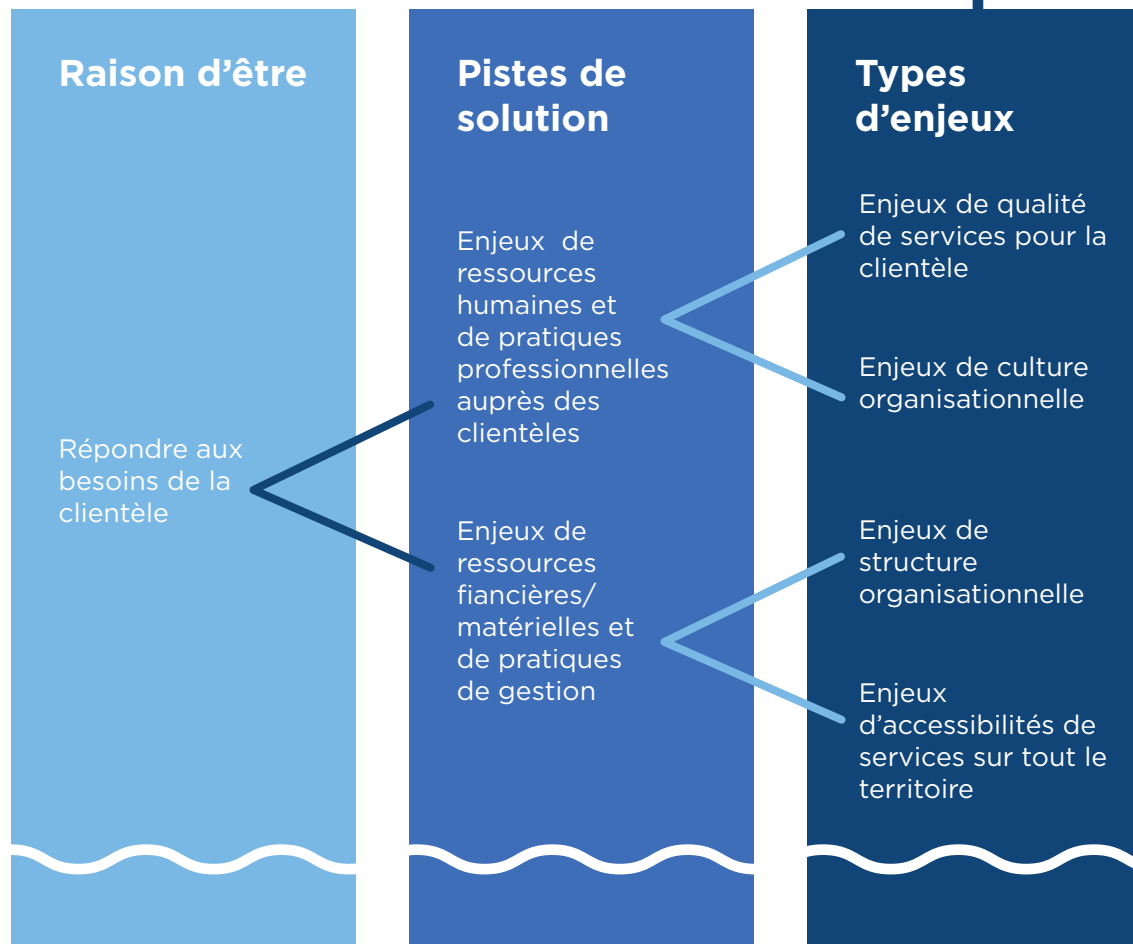 Raison d'être
Répondre aux
besoins de la
clientèle
Pistes de
solution
Enjeux de
ressources
humaines et
de pratiques
professionnelles
auprès des
clientèles
Enjeux de
ressources
fiancières/
matérielles et
de pratiques
de gestion
Types
d’enjeux
Enjeux de qualité
de services pour la
clientèle
Enjeux de culture
organisationnelle
Enjeux de
structure
organisationnelle
Enjeux
d’accessibilités de
services sur tout le
territoire